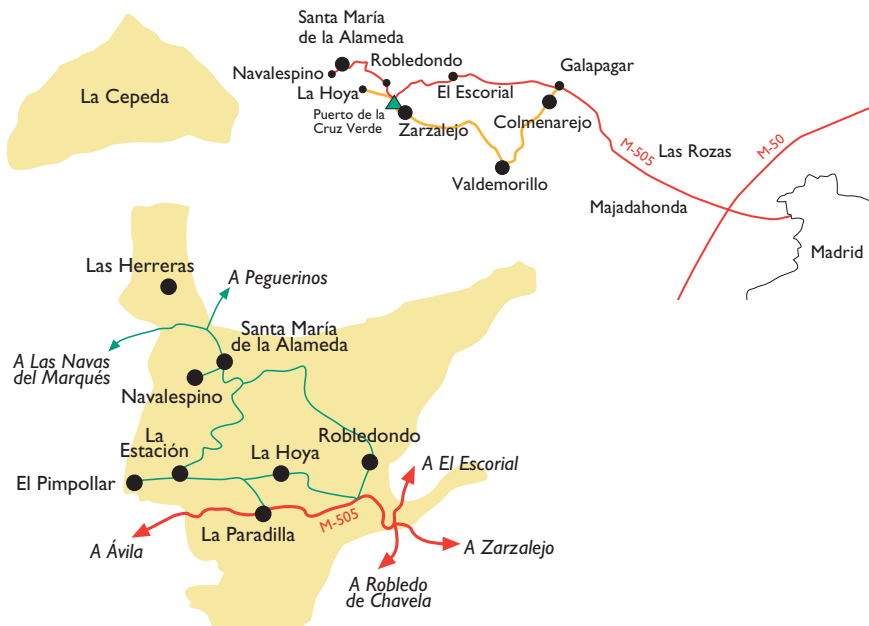 La Cepeda
Santa María
de la Alameda
Navalespino
Robledondo
La Hoya
El Escorial
Galapagar
Puerto de la
Cruz Verde
Zarzalejo
Colmenarejo
Valdemorillo
M-505
Las Rozas
M-50
Majadahonda
Madrid
Las Herreras
A Peguerinos
Santa María
de la Alameda
A Las Navas
del Marqués
Navalespino
La
Estación
La Hoya
Robledondo
El Pimpollar
A El Escorial
La Paradilla
M-505
A Ávila
A Zarzalejo
A Robledo
de Chavela